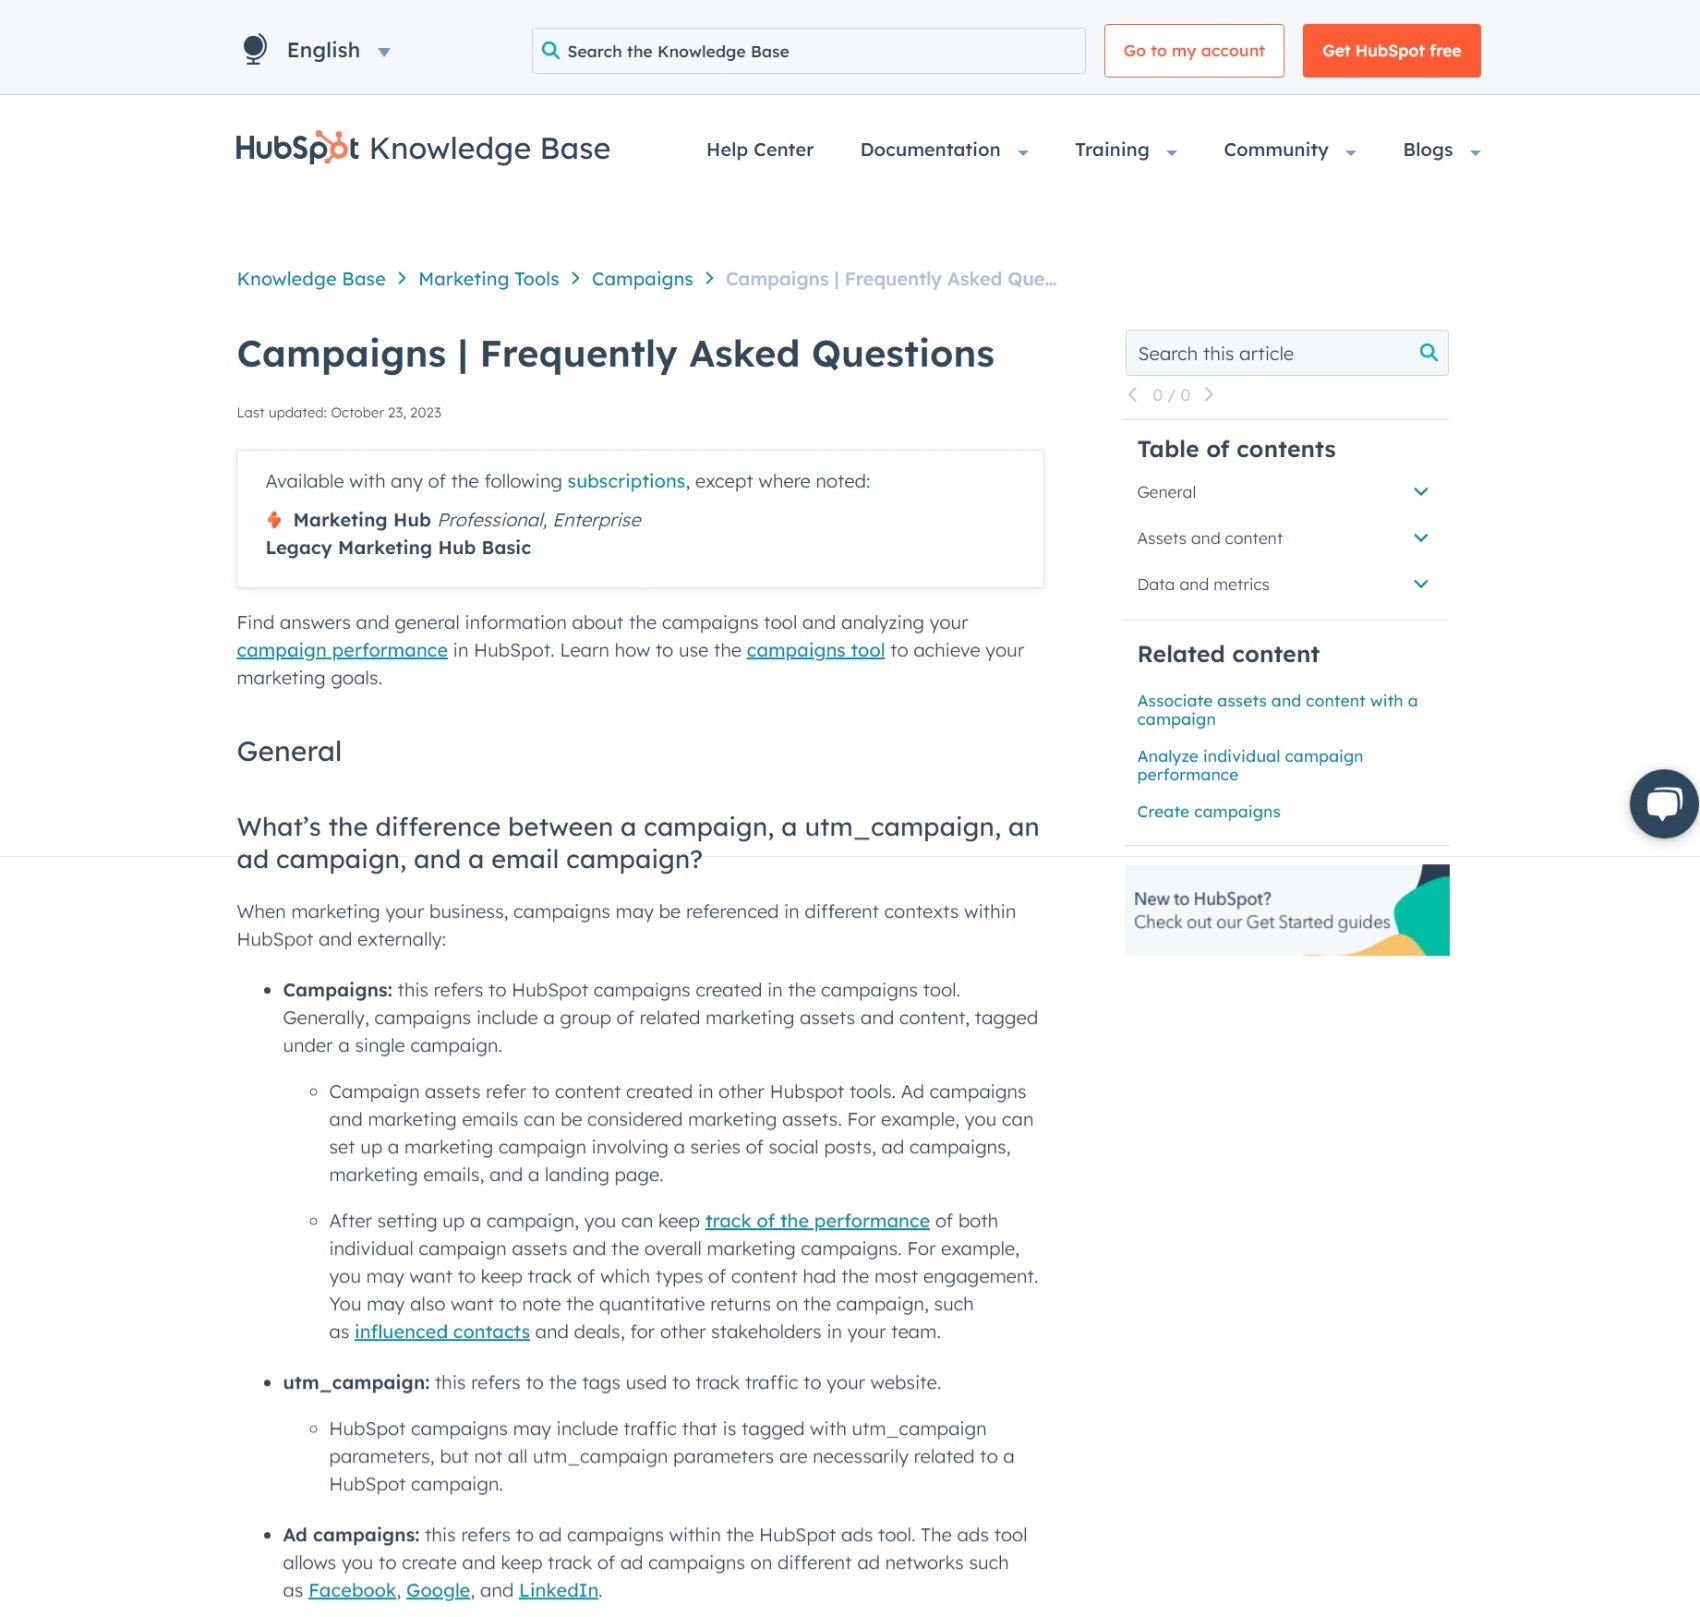 English
Search the Knowledge Base
Go to my account
Get HubSpot free
HubSpot Knowledge Base
Help Center
Documentation
Training
Community
Blogs
Knowledge Base > Marketing Tools > Campaigns > Campaigns | Frequently Asked Que...
Campaigns | Frequently Asked Questions
Last updated: October 23, 2023
Available with any of the following subscriptions, except where noted:
Marketing Hub Professional, Enterprise
Legacy Marketing Hub Basic
Find answers and general information about the campaigns tool and analyzing your
campaign performance in HubSpot. Learn how to use the campaigns tool to achieve your
marketing goals.
General
What's the difference between a campaign, a utm_campaign, an
ad campaign, and a email campaign?
When marketing your business, campaigns may be referenced in different contexts within
HubSpot and externally:
• Campaigns: this refers to HubSpot campaigns created in the campaigns tool.
Generally, campaigns include a group of related marketing assets and content, tagged
under a single campaign.
◦ Campaign assets refer to content created in other Hubspot tools. Ad campaigns
and marketing emails can be considered marketing assets. For example, you can
set up a marketing campaign involving a series of social posts, ad campaigns,
marketing emails, and a landing page.
◦ After setting up a campaign, you can keep track of the performance of both
individual campaign assets and the overall marketing campaigns. For example,
you may want to keep track of which types of content had the most engagement.
You may also want to note the quantitative returns on the campaign, such
as influenced contacts and deals, for other stakeholders in your team.
• utm_campaign: this refers to the tags used to track traffic to your website.
◦ HubSpot campaigns may include traffic that is tagged with utm_campaign
parameters, but not all utm_campaign parameters are necessarily related to a
HubSpot campaign.
• Ad campaigns: this refers to ad campaigns within the HubSpot ads tool. The ads tool
allows you to create and keep track of ad campaigns on different ad networks such
as Facebook, Google, and LinkedIn.
Search this article
< 0 / 0 >
Table of contents
General
Assets and content
Data and metrics
Related content
Associate assets and content with a
campaign
Analyze individual campaign
performance
Create campaigns
New to HubSpot?
Check out our Get Started guides